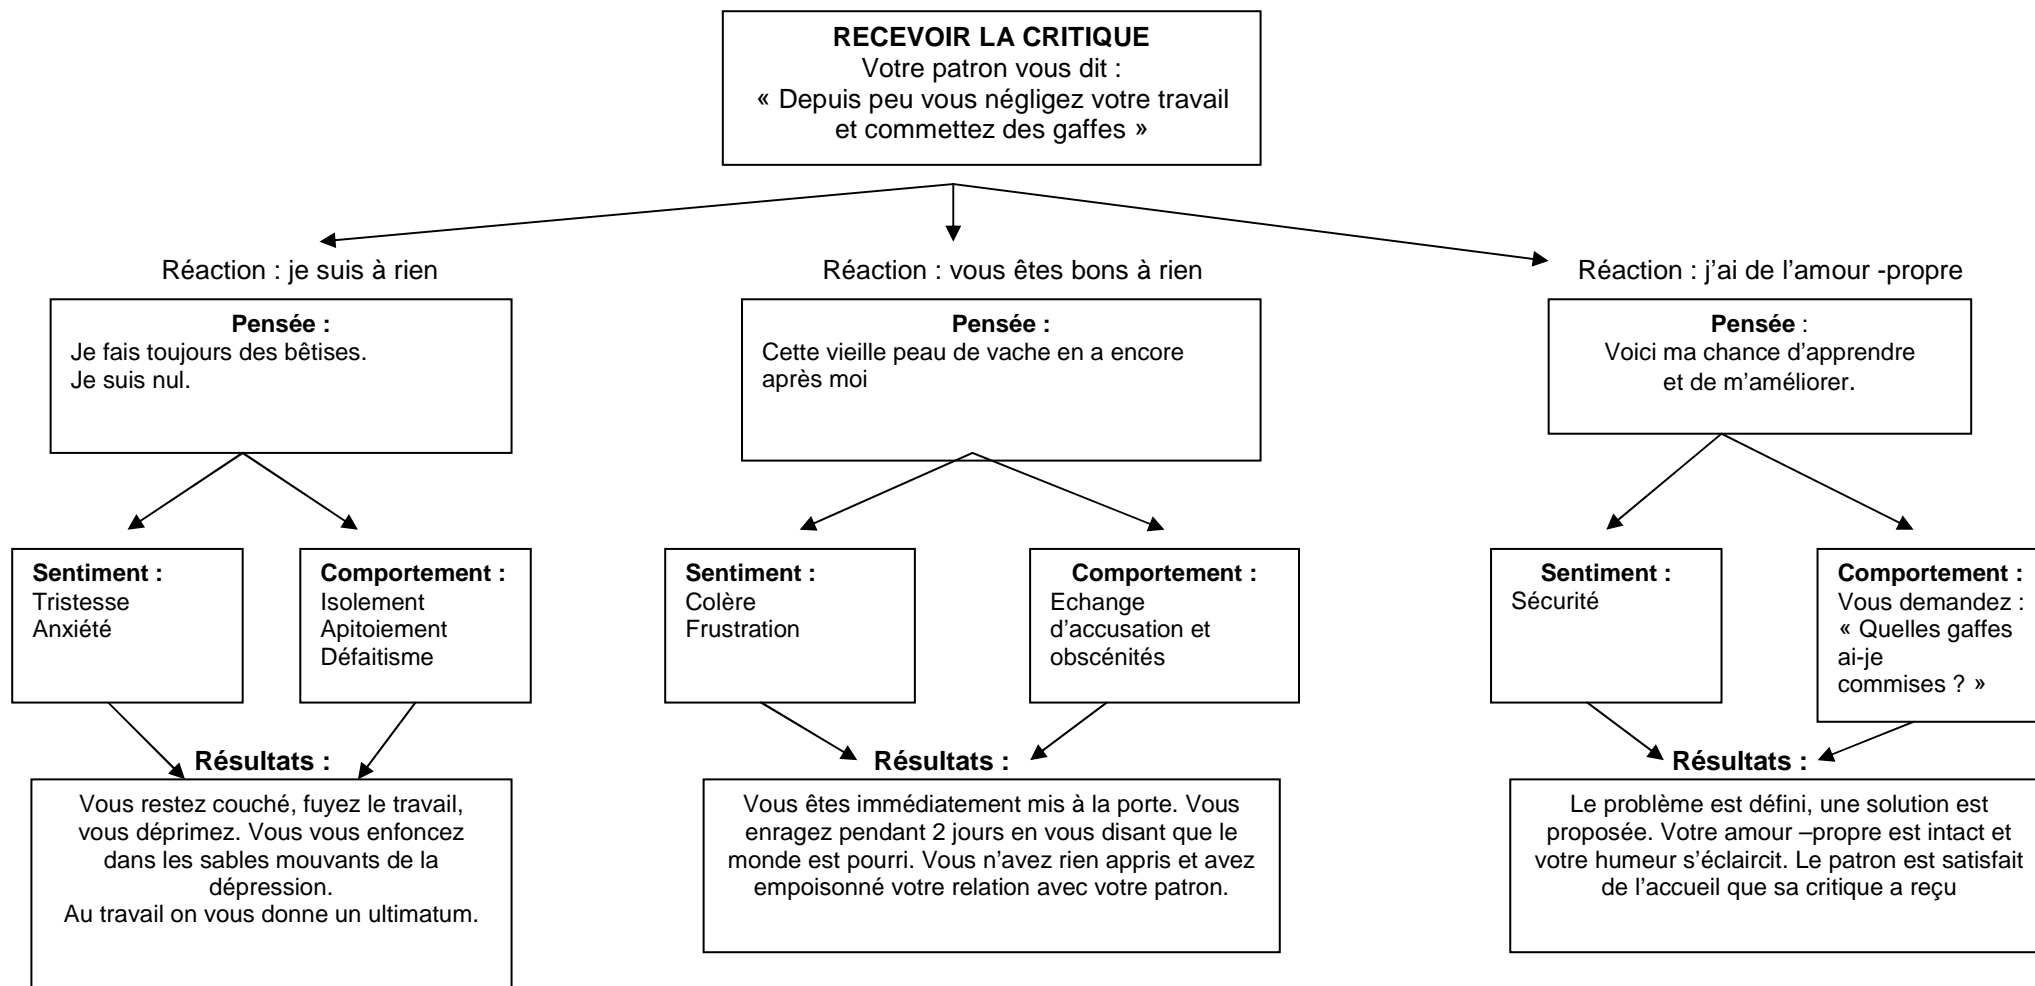 RECEVOIR LA CRITIQUE
Votre patron vous dit :
« Depuis peu vous négligez votre travail
et commettez des gaffes »
Réaction : je suis à rien
Pensée :
Je fais toujours des bêtises.
Je suis nul.
Sentiment :
Tristesse
Anxiété
Comportement :
Isolement
Apitoiement
Défaitisme
Résultats :
Vous restez couché, fuyez le travail,
vous déprimez. Vous vous enfoncez
dans les sables mouvants de la
dépression.
Au travail on vous donne un ultimatum.
Réaction : vous êtes bons à rien
Pensée :
Cette vieille peau de vache en a encore
après moi
Sentiment :
Colère
Frustration
Comportement :
Echange
d’accusation et
obscénités
Résultats :
Vous êtes immédiatement mis à la porte. Vous
enragez pendant 2 jours en vous disant que le
monde est pourri. Vous n’avez rien appris et avez
empoisonné votre relation avec votre patron.
Réaction : j’ai de l’amour -propre
Pensée :
Voici ma chance d’apprendre
et de m’améliorer.
Sentiment :
Sécurité
Comportement :
Vous demandez :
« Quelles gaffes
ai-je
commises ? »
Résultats :
Le problème est défini, une solution est
proposée. Votre amour –propre est intact et
votre humeur s’éclaircit. Le patron est satisfait
de l’accueil que sa critique a reçu